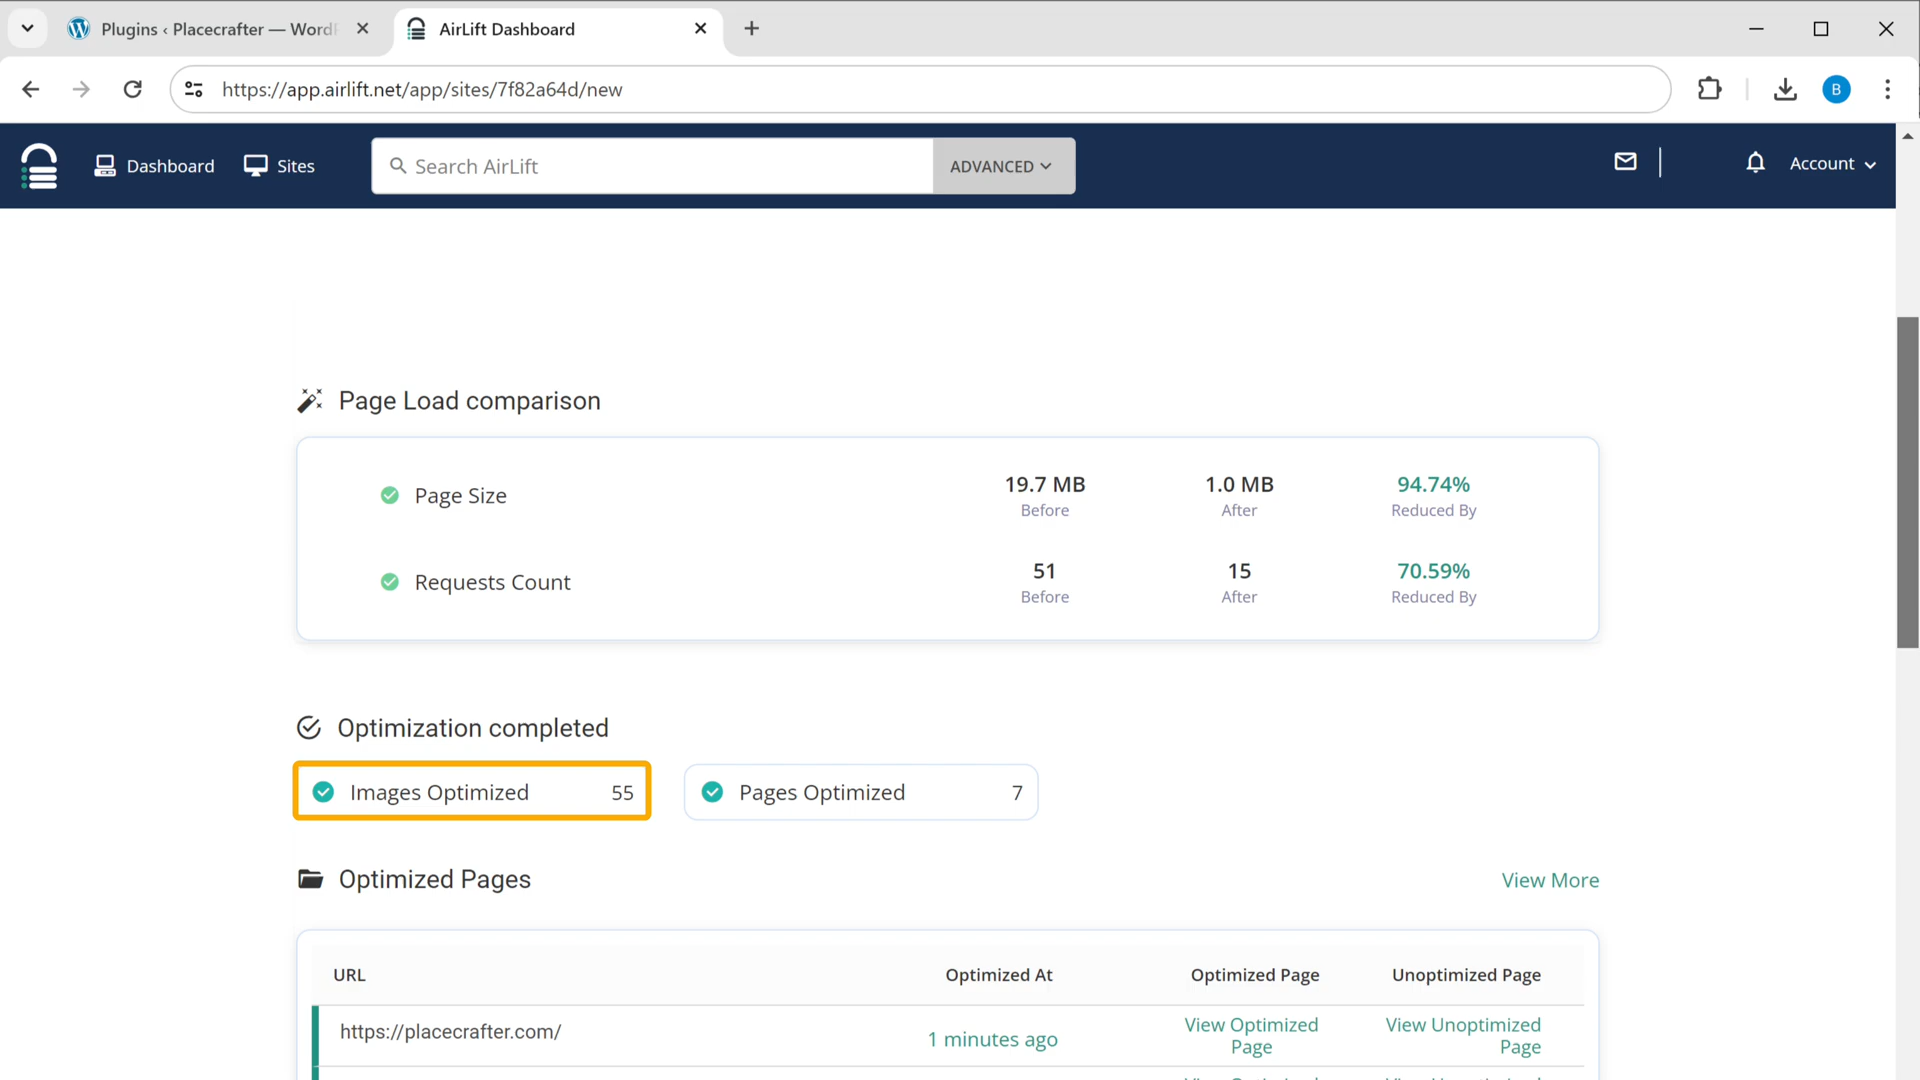 Plugins ‹ Placecrafter — Word
AirLift Dashboard
https://app.airlift.net/app/sites/7f82a64d/new
B
Dashboard
Sites
Search AirLift
ADVANCED
Account
Page Load comparison
Page Size
19.7 MB
Before
1.0 MB
After
94.74%
Reduced By
Requests Count
51
Before
15
After
70.59%
Reduced By
Optimization completed
Images Optimized 55
Pages Optimized 7
Optimized Pages
View More
URL Optimized At Optimized Page Unoptimized Page
https://placecrafter.com/
1 minutes ago
View Optimized
Page
View Unoptimized
Page